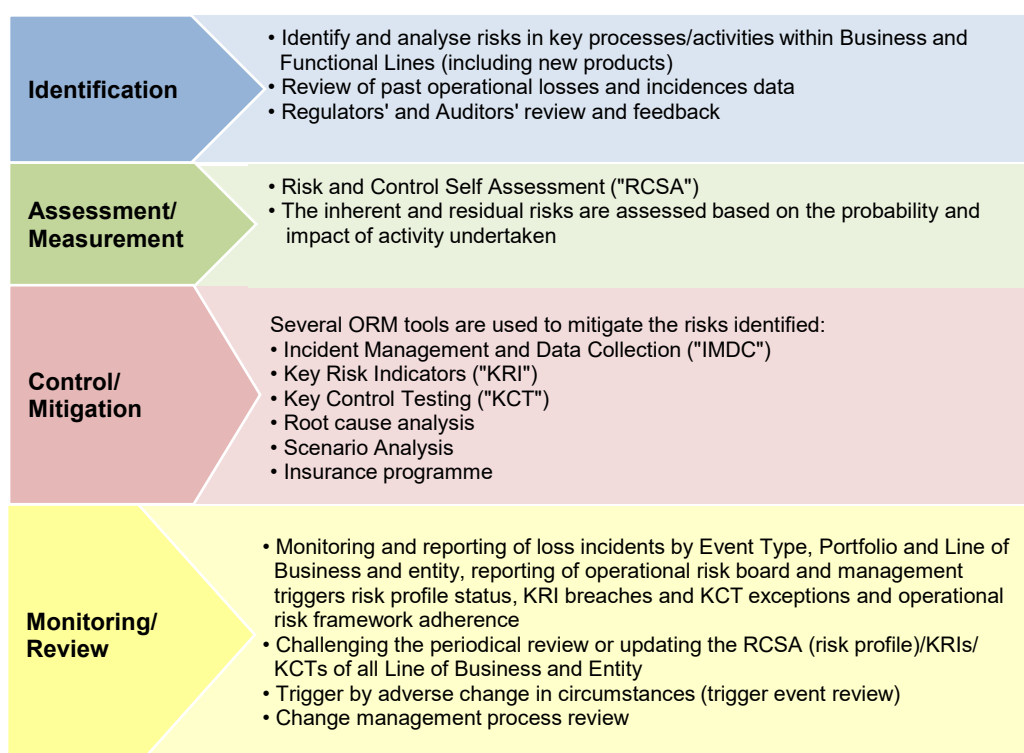 Identification
• Identify and analyse risks in key processes/activities within Business and
Functional Lines (including new products)
• Review of past operational losses and incidences data
• Regulators' and Auditors' review and feedback
Assessment/
Measurement
• Risk and Control Self Assessment ("RCSA")
• The inherent and residual risks are assessed based on the probability and
impact of activity undertaken
Control/
Mitigation
Several ORM tools are used to mitigate the risks identified:
• Incident Management and Data Collection ("IMDC")
• Key Risk Indicators ("KRI")
• Key Control Testing ("KCT")
• Root cause analysis
• Scenario Analysis
• Insurance programme
Monitoring/
Review
• Monitoring and reporting of loss incidents by Event Type, Portfolio and Line of
Business and entity, reporting of operational risk board and management
triggers risk profile status, KRI breaches and KCT exceptions and operational
risk framework adherence
• Challenging the periodical review or updating the RCSA (risk profile)/KRIs/
KCTs of all Line of Business and Entity
• Trigger by adverse change in circumstances (trigger event review)
• Change management process review